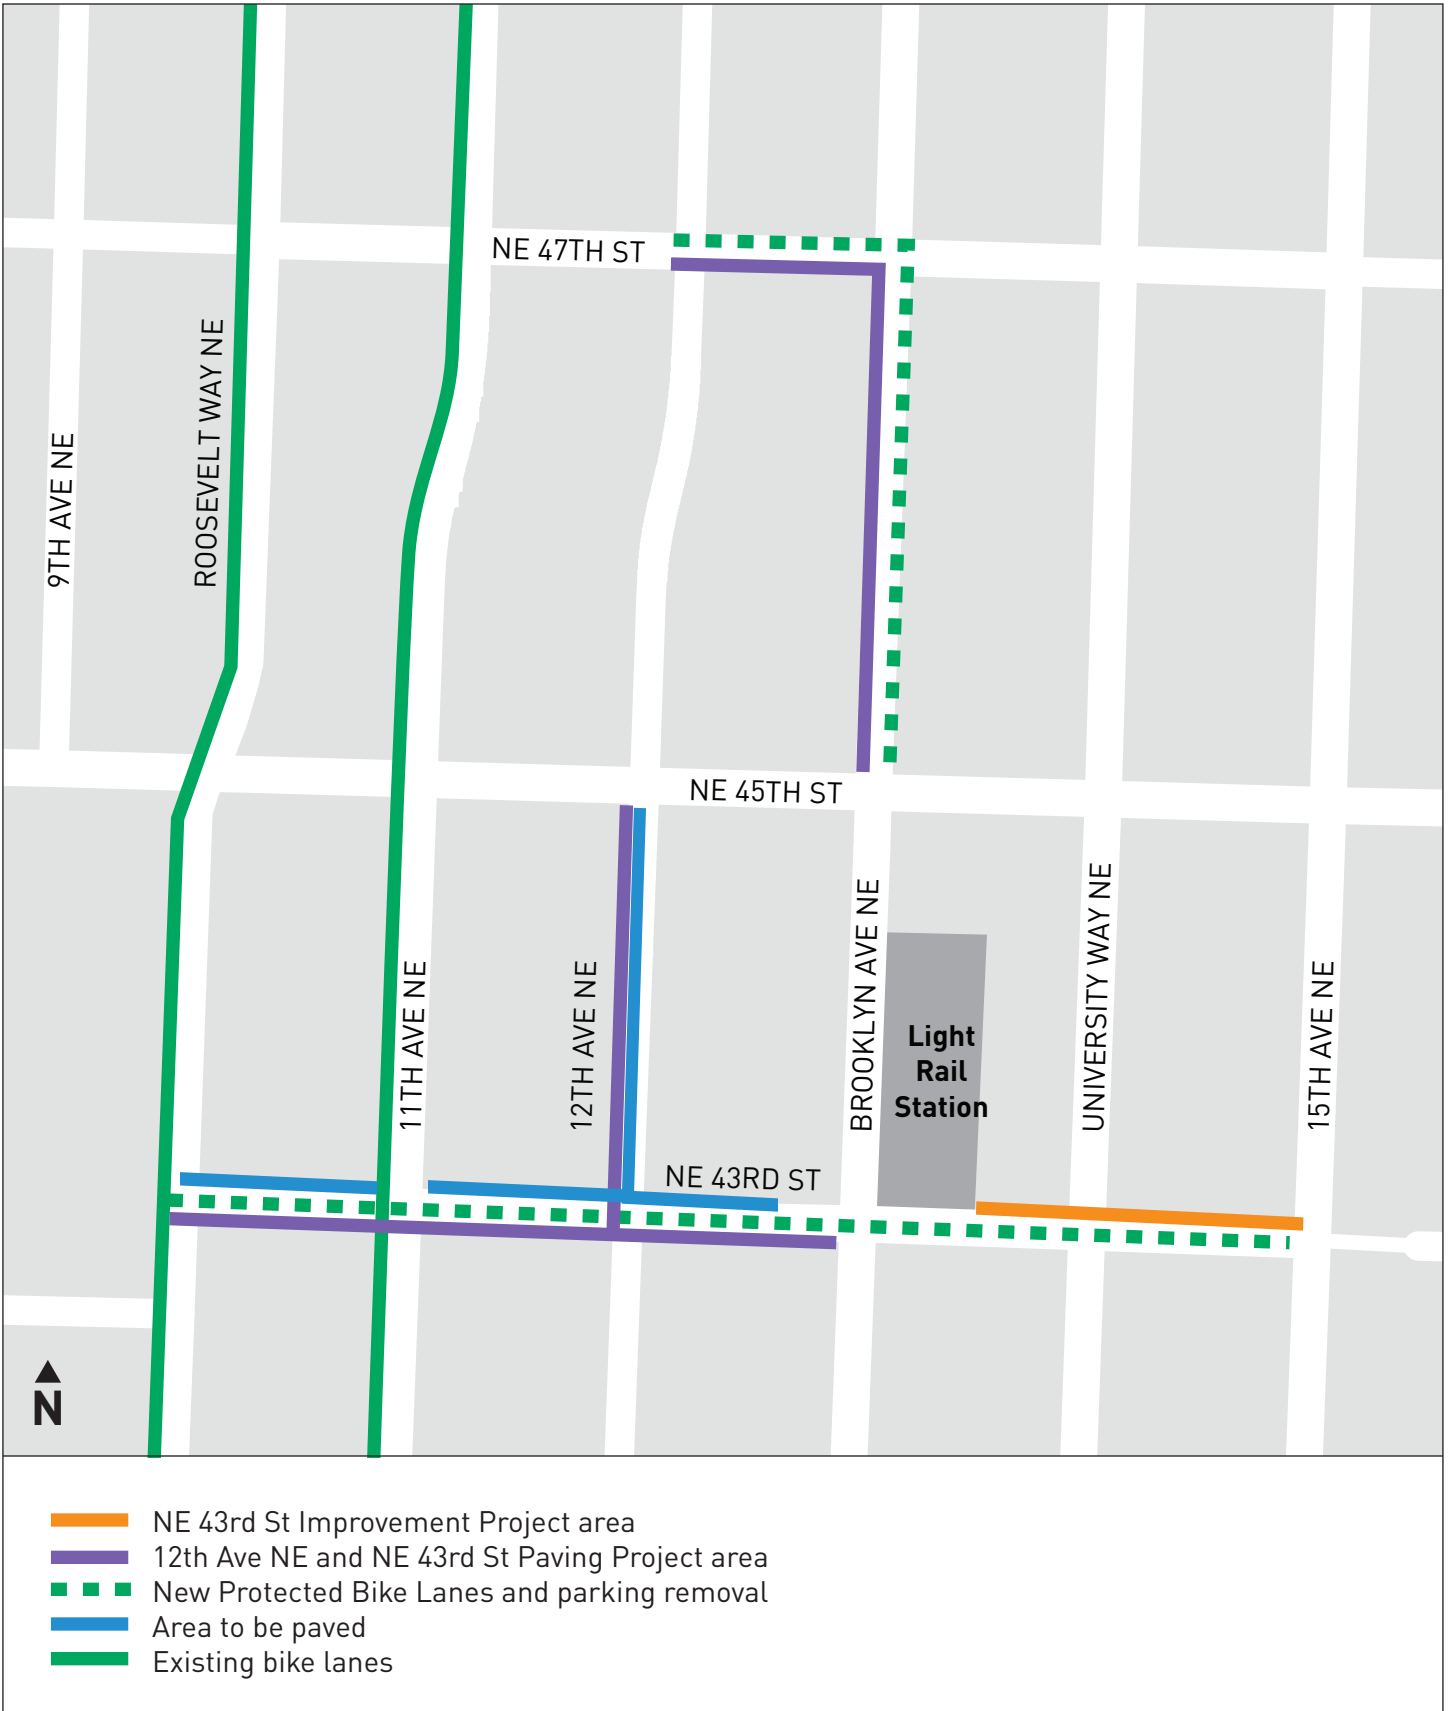 NE 47TH ST
ROOSEVELT WAY NE
9TH AVE NE
NE 45TH ST
BROOKLYN AVE NE
UNIVERSITY WAY NE
11TH AVE NE
12TH AVE NE
15TH AVE NE
Light
Rail
Station
NE 43RD ST
N
NE 43rd St Improvement Project area
12th Ave NE and NE 43rd St Paving Project area
New Protected Bike Lanes and parking removal
Area to be paved
Existing bike lanes